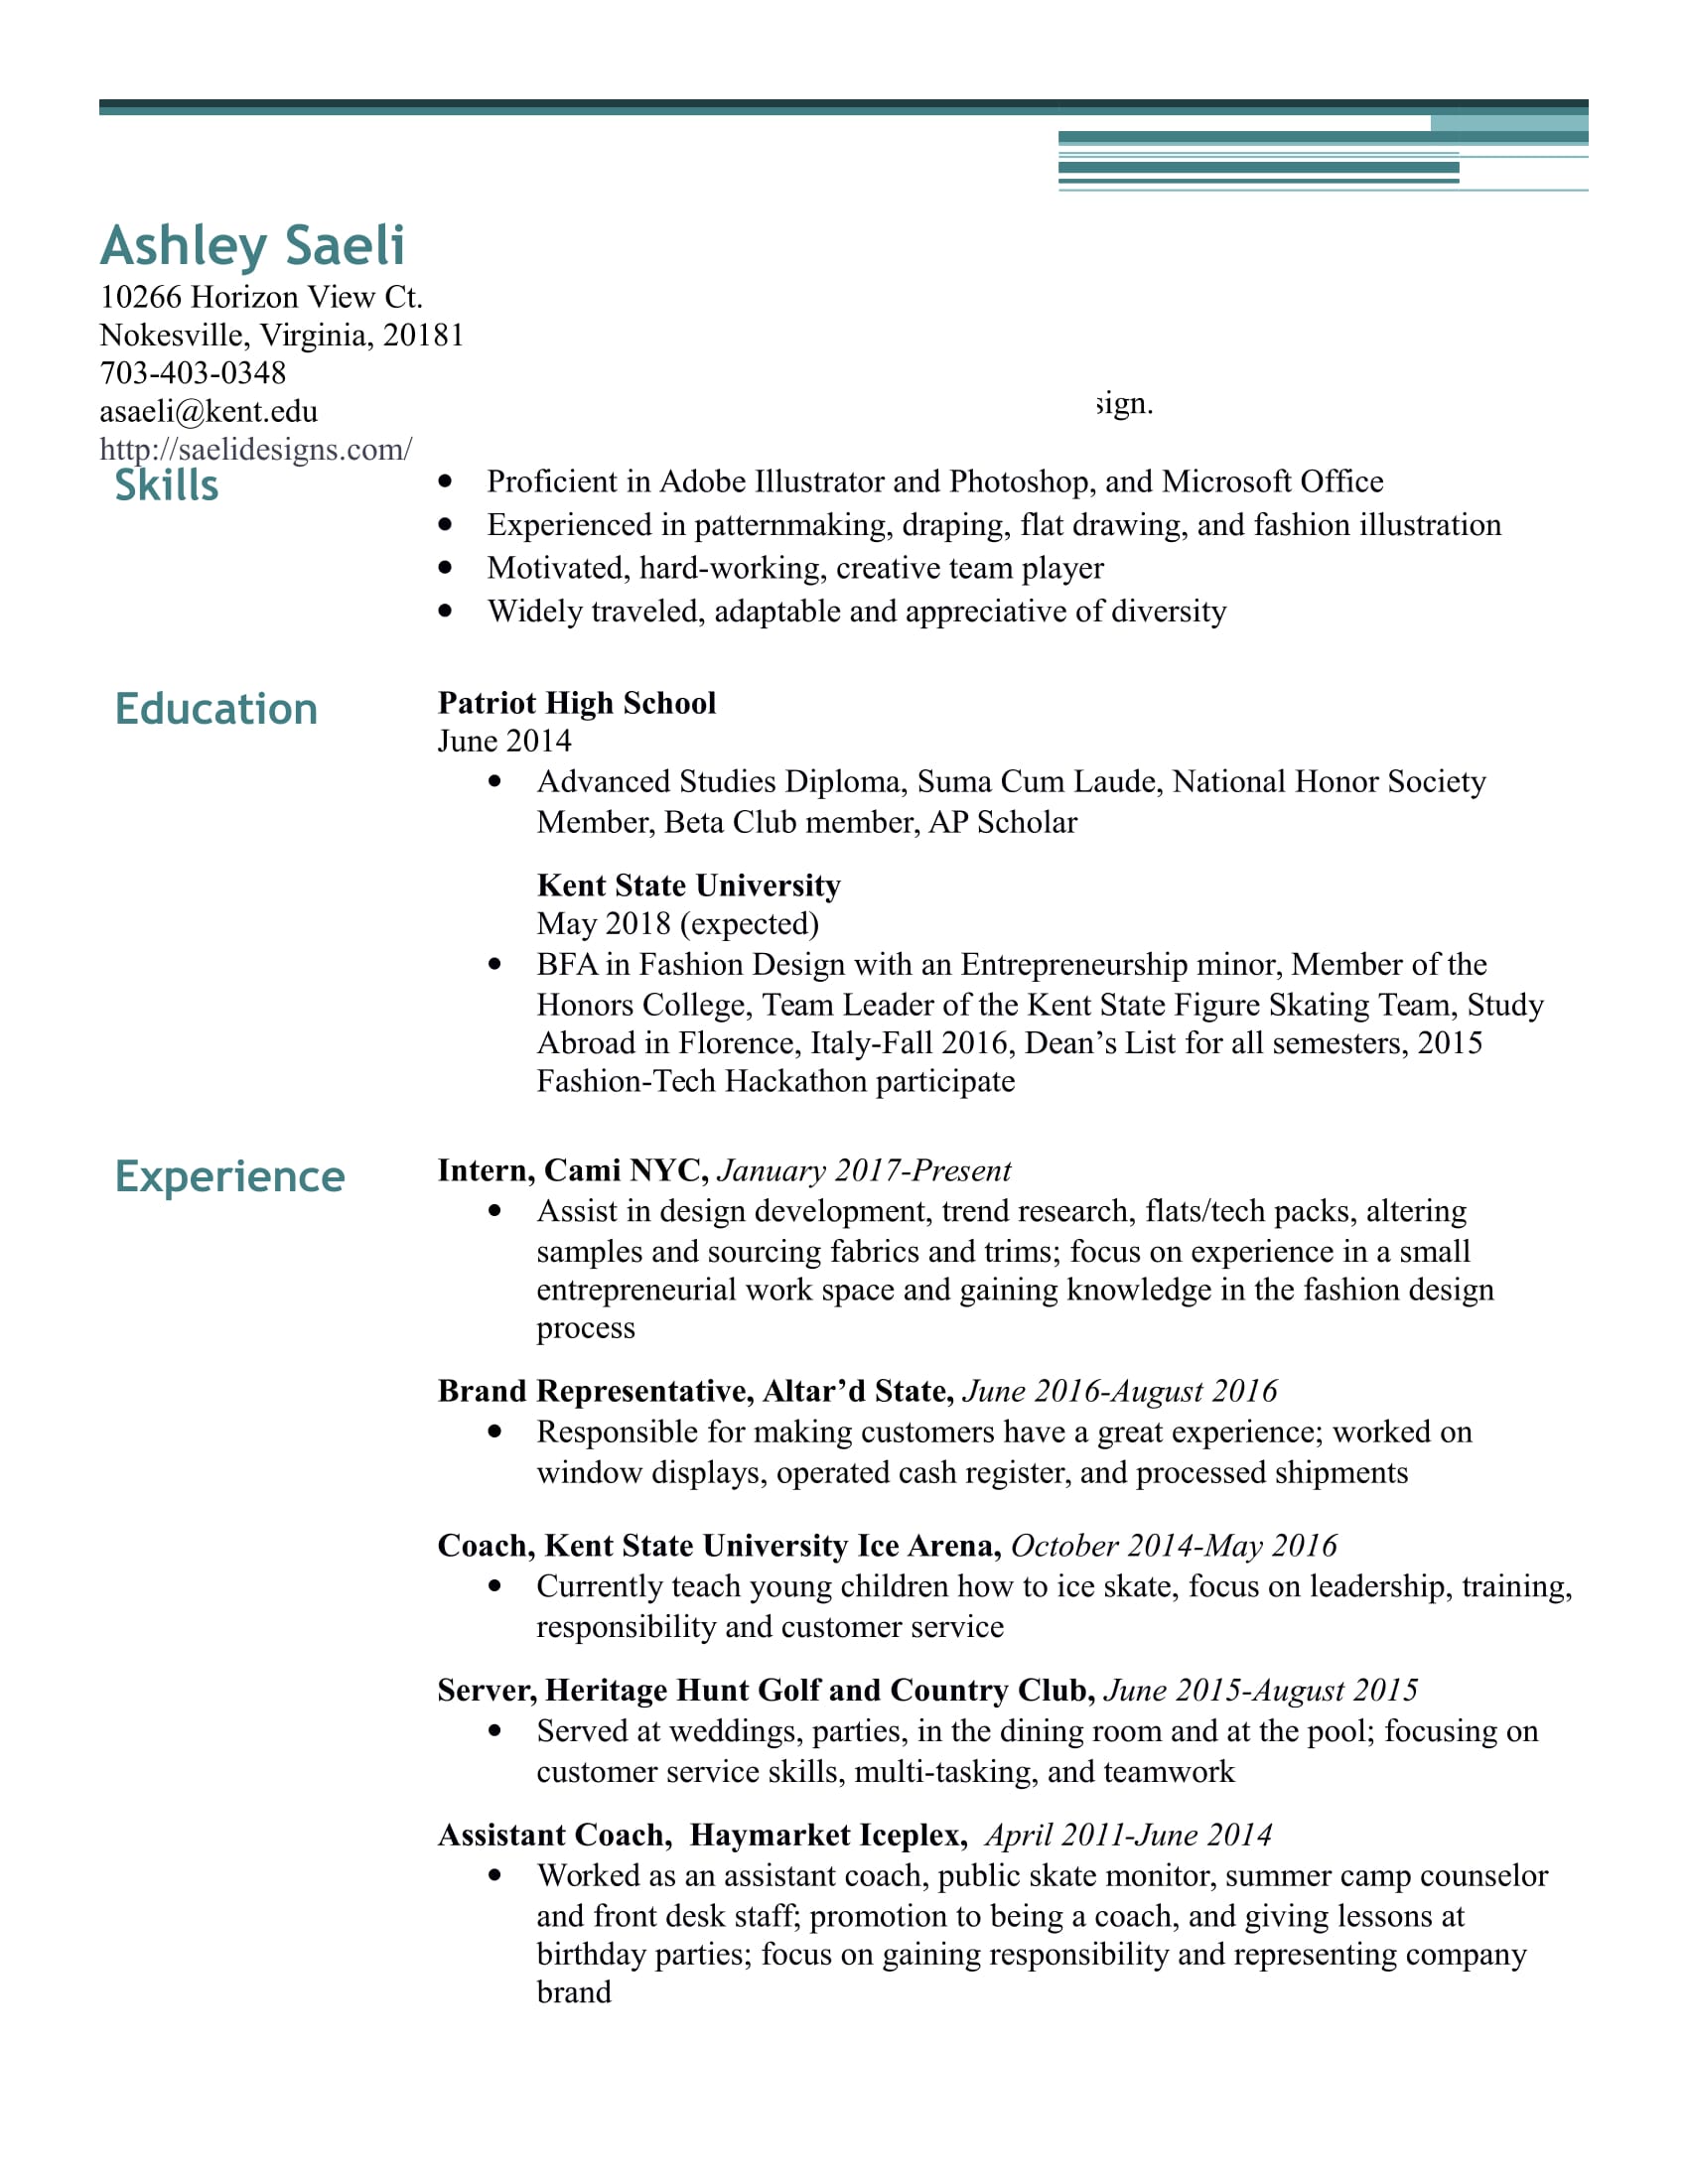 Ashley Saeli
10266 Horizon View Ct.
Nokesville, Virginia, 20181
703-403-0348
asaeli@kent.edu
sign.
http://saelidesigns.com/
Skills
• Proficient in Adobe Illustrator and Photoshop, and Microsoft Office
• Experienced in patternmaking, draping, flat drawing, and fashion illustration
• Motivated, hard-working, creative team player
• Widely traveled, adaptable and appreciative of diversity
Education
Patriot High School
June 2014
• Advanced Studies Diploma, Suma Cum Laude, National Honor Society
Member, Beta Club member, AP Scholar
Kent State University
May 2018 (expected)
• BFA in Fashion Design with an Entrepreneurship minor, Member of the
Honors College, Team Leader of the Kent State Figure Skating Team, Study
Abroad in Florence, Italy-Fall 2016, Dean’s List for all semesters, 2015
Fashion-Tech Hackathon participate
Experience
Intern, Cami NYC, January 2017-Present
• Assist in design development, trend research, flats/tech packs, altering
samples and sourcing fabrics and trims; focus on experience in a small
entrepreneurial work space and gaining knowledge in the fashion design
process
Brand Representative, Altar’d State, June 2016-August 2016
• Responsible for making customers have a great experience; worked on
window displays, operated cash register, and processed shipments
Coach, Kent State University Ice Arena, October 2014-May 2016
• Currently teach young children how to ice skate, focus on leadership, training,
responsibility and customer service
Server, Heritage Hunt Golf and Country Club, June 2015-August 2015
• Served at weddings, parties, in the dining room and at the pool; focusing on
customer service skills, multi-tasking, and teamwork
Assistant Coach, Haymarket Iceplex, April 2011-June 2014
• Worked as an assistant coach, public skate monitor, summer camp counselor
and front desk staff; promotion to being a coach, and giving lessons at
birthday parties; focus on gaining responsibility and representing company
brand